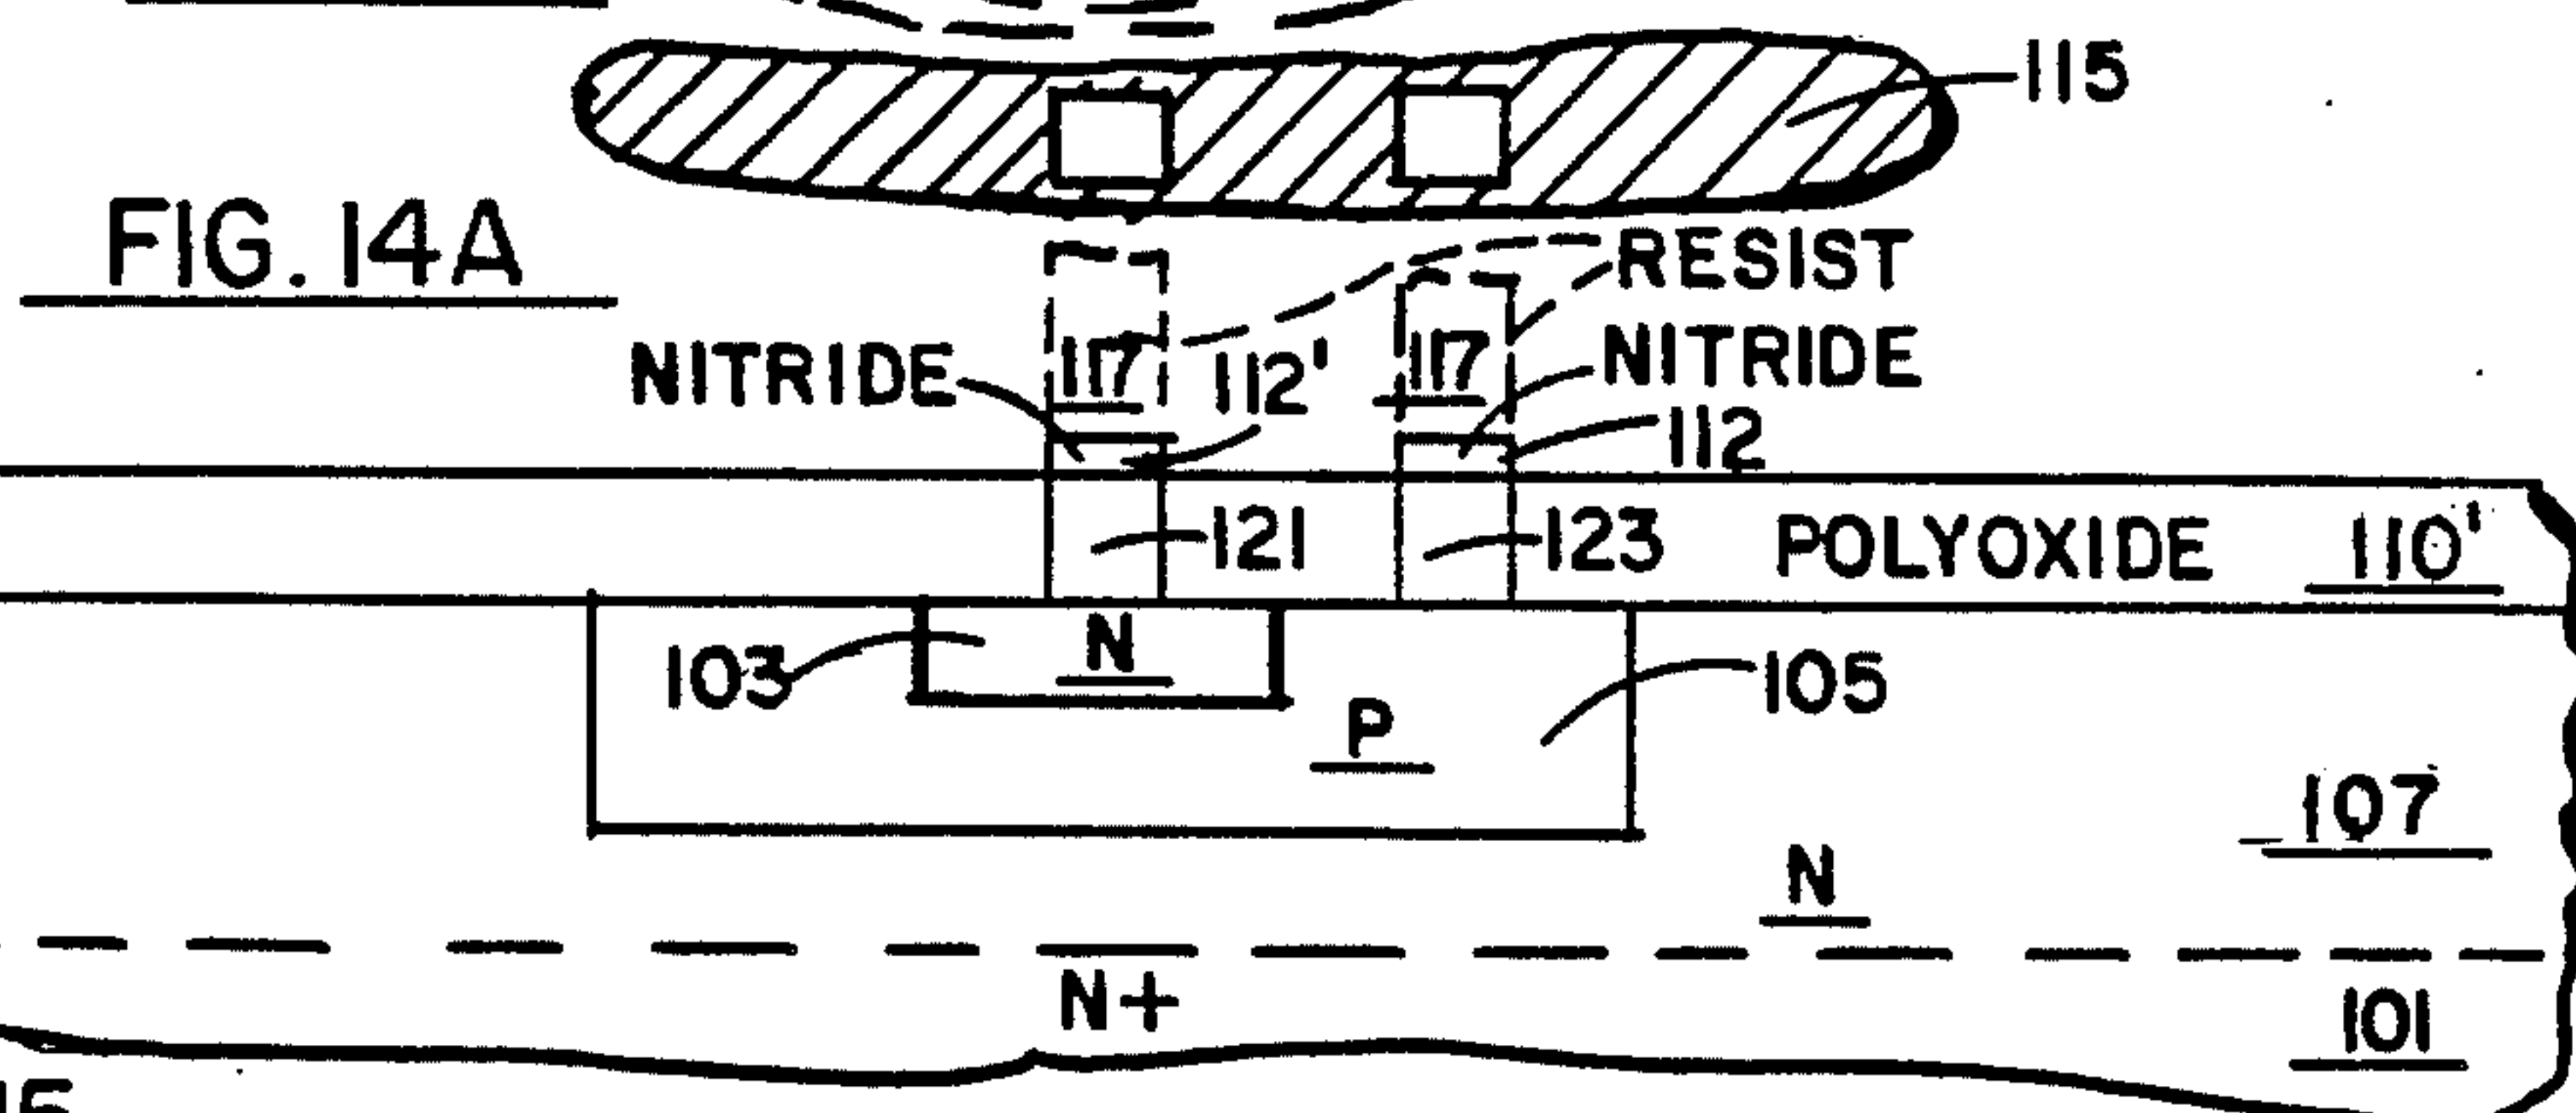 115
FIG. 14A
RESIST
NITRIDE 117 112' 117 NITRIDE
112
121 123 POLYOXIDE 110'
103 N 105
P
107
N
N+
101